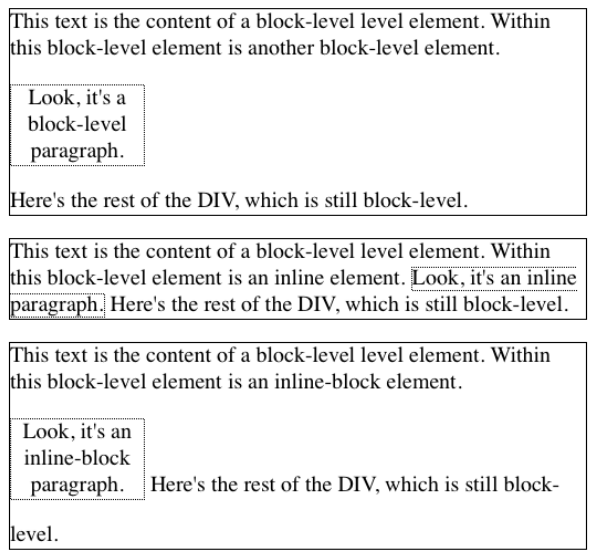 This text is the content of a block-level level element. Within
this block-level element is another block-level element.
Look, it's a
block-level
paragraph.
Here's the rest of the DIV, which is still block-level.
This text is the content of a block-level level element. Within
this block-level element is an inline element. Look, it's an inline
paragraph. Here's the rest of the DIV, which is still block-level.
This text is the content of a block-level level element. Within
this block-level element is an inline-block element.
Look, it's an
inline-block
paragraph. Here's the rest of the DIV, which is still block-
level.